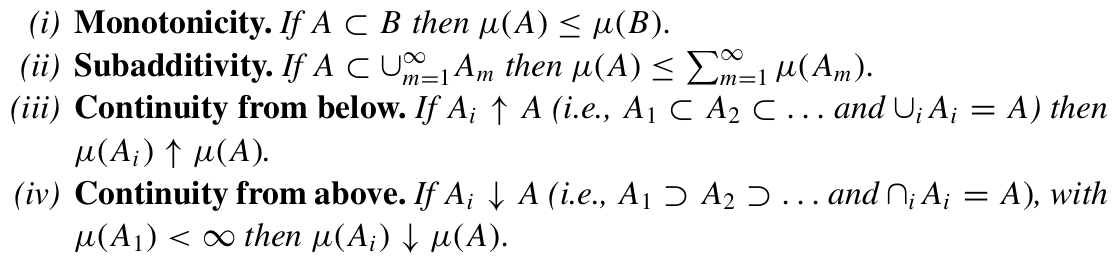 (i) Monotonicity. If A ⊂ B then μ(A) ≤ μ(B).
(ii) Subadditivity. If A ⊂ ∪_{m=1}^{∞} A_m then μ(A) ≤ ∑_{m=1}^{∞} μ(A_m).
(iii) Continuity from below. If A_i ↑ A (i.e., A_1 ⊂ A_2 ⊂ ... and ∪_i A_i = A) then
μ(A_i) ↑ μ(A).
(iv) Continuity from above. If A_i ↓ A (i.e., A_1 ⊃ A_2 ⊃ ... and ∩_i A_i = A), with
μ(A_1) < ∞ then μ(A_i) ↓ μ(A).